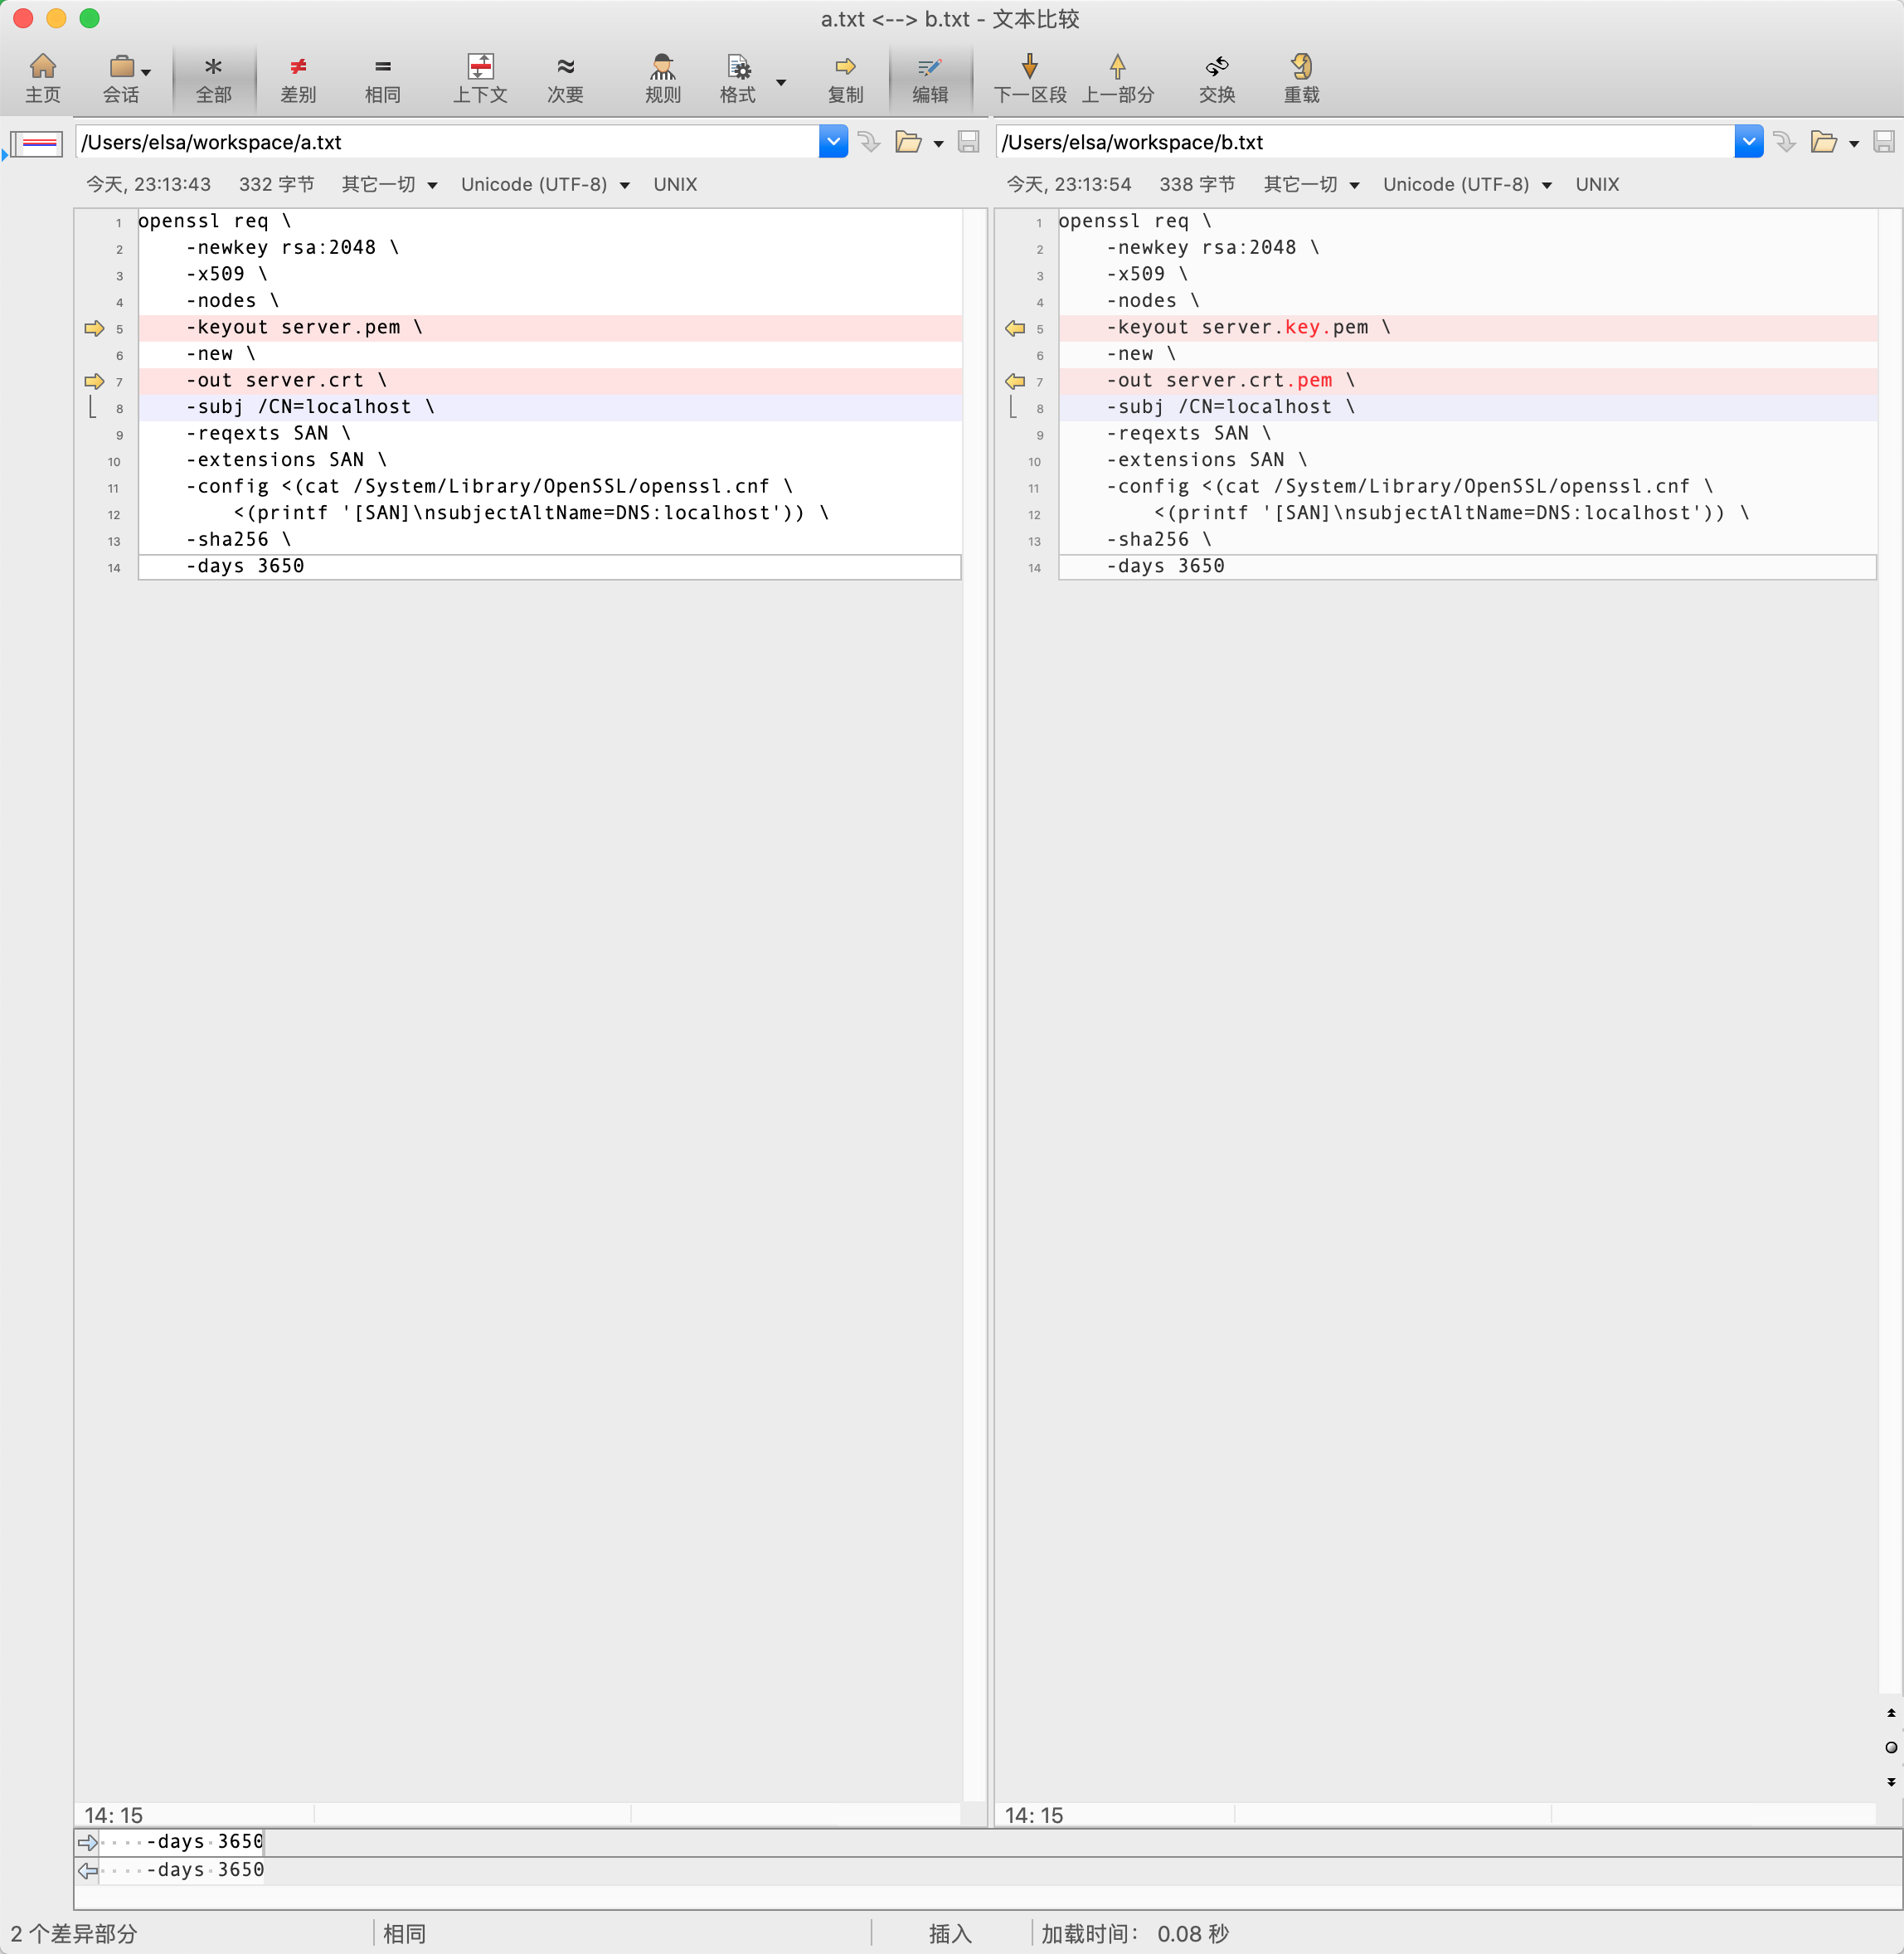 a.txt <--> b.txt - 文本比较
主页 会话 全部 差别 相同 上下文 次要 规则 格式 复制 编辑 下一区段 上一部分 交换 重载
/Users/elsa/workspace/a.txt
今天, 23:13:43 332 字节 其它一切 Unicode (UTF-8) UNIX
1 openssl req \
2     -newkey rsa:2048 \
3     -x509 \
4     -nodes \
5     -keyout server.pem \
6     -new \
7     -out server.crt \
8     -subj /CN=localhost \
9     -reqexts SAN \
10     -extensions SAN \
11     -config <(cat /System/Library/OpenSSL/openssl.cnf \
12         <(printf '[SAN]\nsubjectAltName=DNS:localhost')) \
13     -sha256 \
14     -days 3650
14: 15
/Users/elsa/workspace/b.txt
今天, 23:13:54 338 字节 其它一切 Unicode (UTF-8) UNIX
1 openssl req \
2     -newkey rsa:2048 \
3     -x509 \
4     -nodes \
5     -keyout server.key.pem \
6     -new \
7     -out server.crt.pem \
8     -subj /CN=localhost \
9     -reqexts SAN \
10     -extensions SAN \
11     -config <(cat /System/Library/OpenSSL/openssl.cnf \
12         <(printf '[SAN]\nsubjectAltName=DNS:localhost')) \
13     -sha256 \
14     -days 3650
14: 15
····-days·3650
····-days·3650
2 个差异部分 相同 插入 加载时间: 0.08 秒